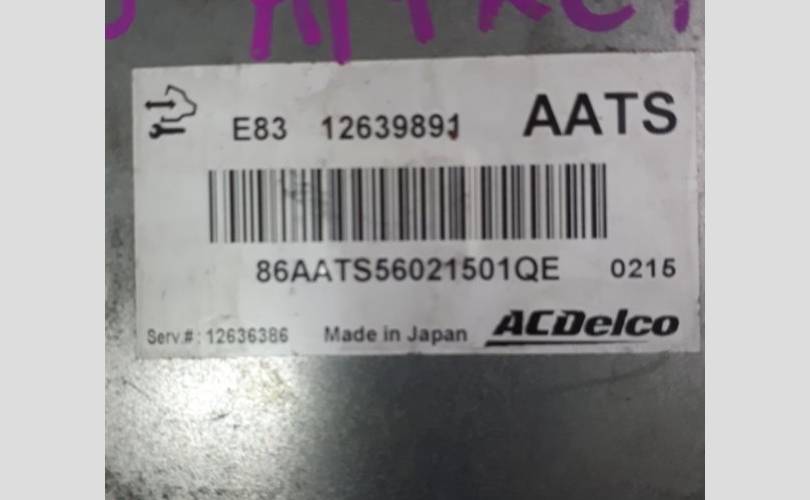 E83 12639891 AATS
86AATS56021501QE 0215
Serv.#: 12636386 Made in Japan ACDelco